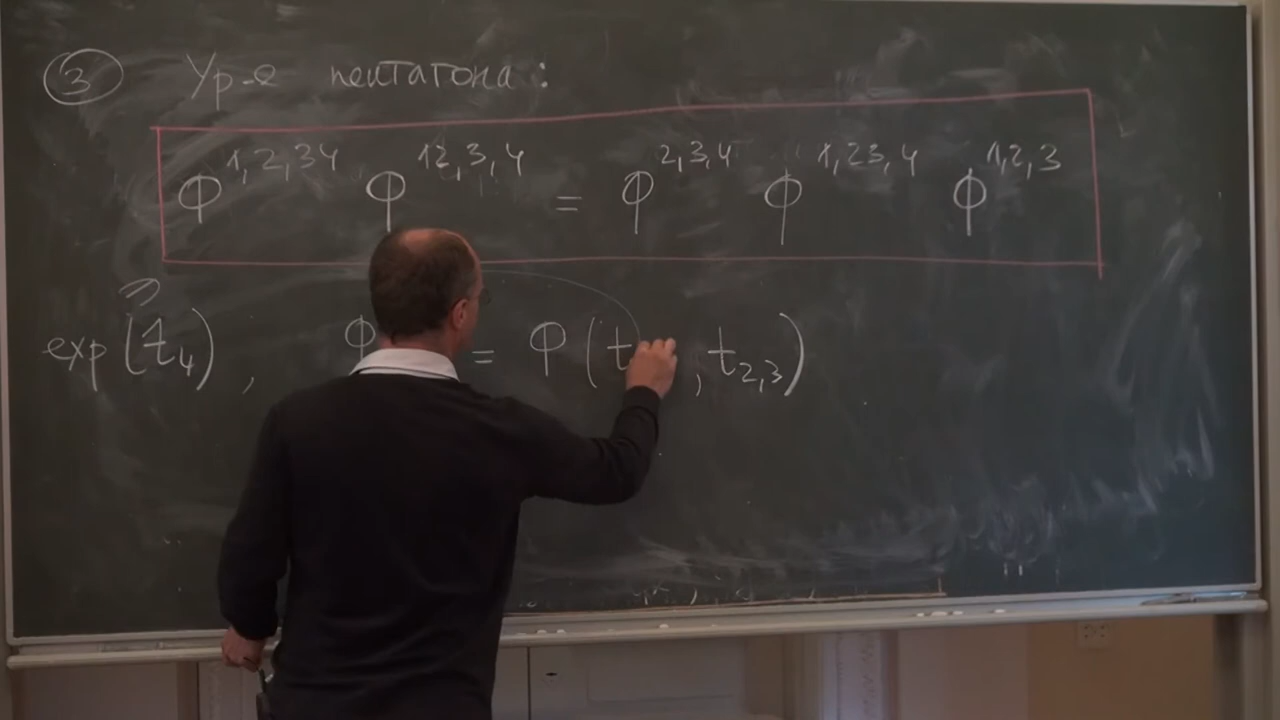 ③ Ур-е пентагона:
Φ^{1,2,34} Φ^{12,3,4} = Φ^{2,3,4} Φ^{1,23,4} Φ^{1,2,3}
exp(t̂₄), Φ = Φ(t , t_{2,3})